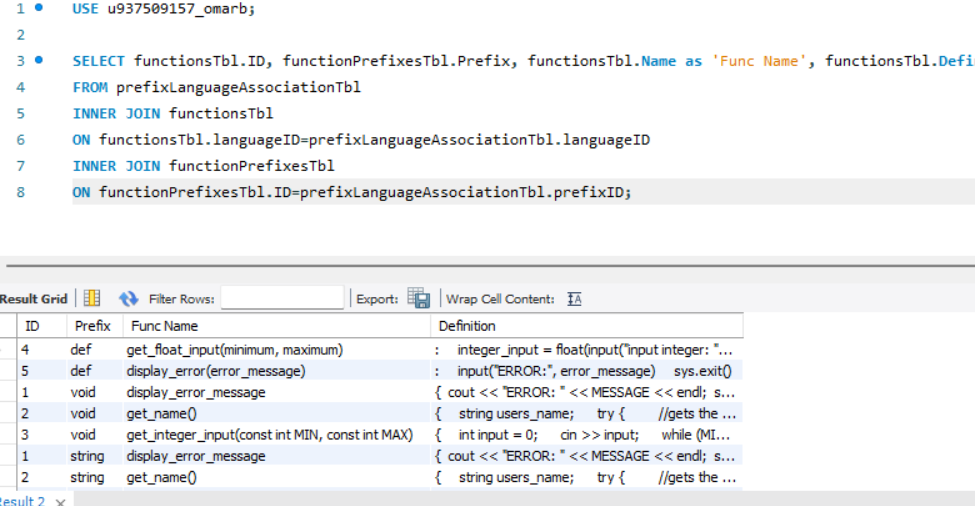 1 USE u937509157_omarb;
2
3 SELECT functionsTbl.ID, functionPrefixesTbl.Prefix, functionsTbl.Name as 'Func Name', functionsTbl.Defi
4 FROM prefixLanguageAssociationTbl
5 INNER JOIN functionsTbl
6 ON functionsTbl.languageID=prefixLanguageAssociationTbl.languageID
7 INNER JOIN functionPrefixesTbl
8 ON functionPrefixesTbl.ID=prefixLanguageAssociationTbl.prefixID;
Result Grid Filter Rows: Export: Wrap Cell Content: IA
ID Prefix Func Name Definition
4 def get_float_input(minimum, maximum) : integer_input = float(input("input integer: "...
5 def display_error(error_message) : input("ERROR:", error_message) sys.exit()
1 void display_error_message { cout << "ERROR: " << MESSAGE << endl; s...
2 void get_name() { string users_name; try { //gets the ...
3 void get_integer_input(const int MIN, const int MAX) { int input = 0; cin >> input; while (MI...
1 string display_error_message { cout << "ERROR: " << MESSAGE << endl; s...
2 string get_name() { string users_name; try { //gets the ...
Result 2 ×